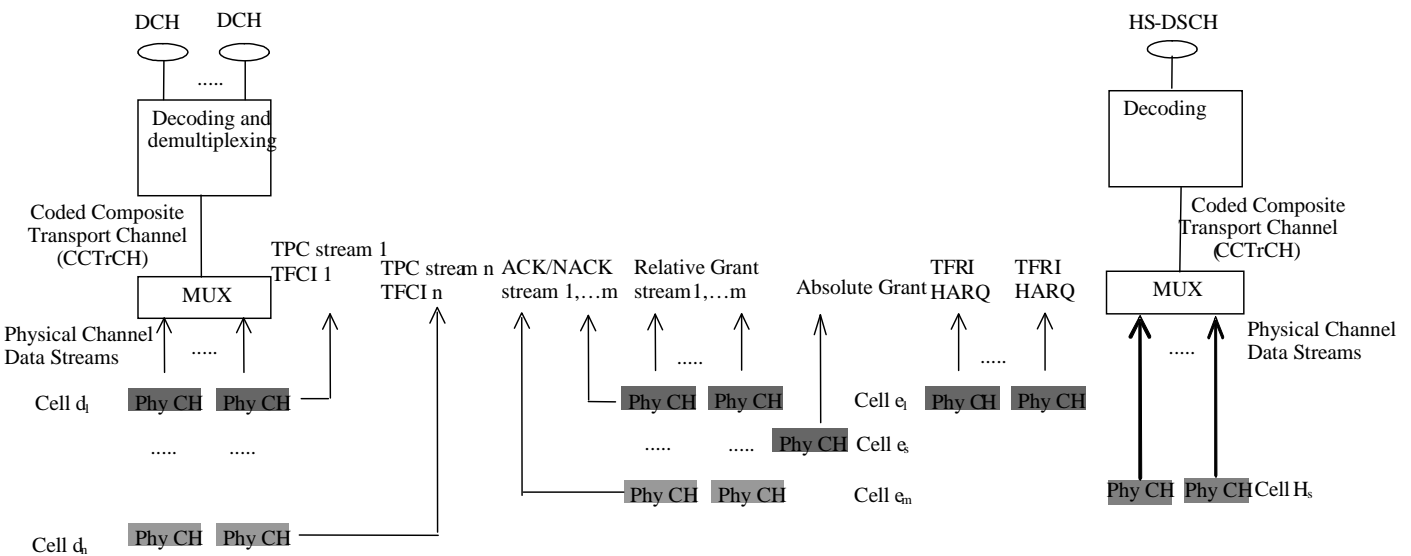 DCH
DCH
HS-DSCH
.....
Decoding and
demultiplexing
Decoding
Coded Composite
Transport Channel
(CCTrCH)
Coded Composite
Transport Channel
(CCTrCH)
TPC stream 1
TFCI 1
TPC stream n
TFCI n
ACK/NACK
stream 1,…m
Relative Grant
stream1,…m
Absolute Grant
TFRI
HARQ
TFRI
HARQ
MUX
MUX
Physical Channel
Data Streams
.....
.....
.....
.....
Physical Channel
Data Streams
Cell d1
Phy CH
Phy CH
Phy CH
Phy CH
Cell e1
Phy CH
Phy CH
.....
.....
.....
.....
Phy CH
Cell es
Phy CH
Phy CH
Cell em
Phy CH
Phy CH
Cell Hs
Cell dn
Phy CH
Phy CH